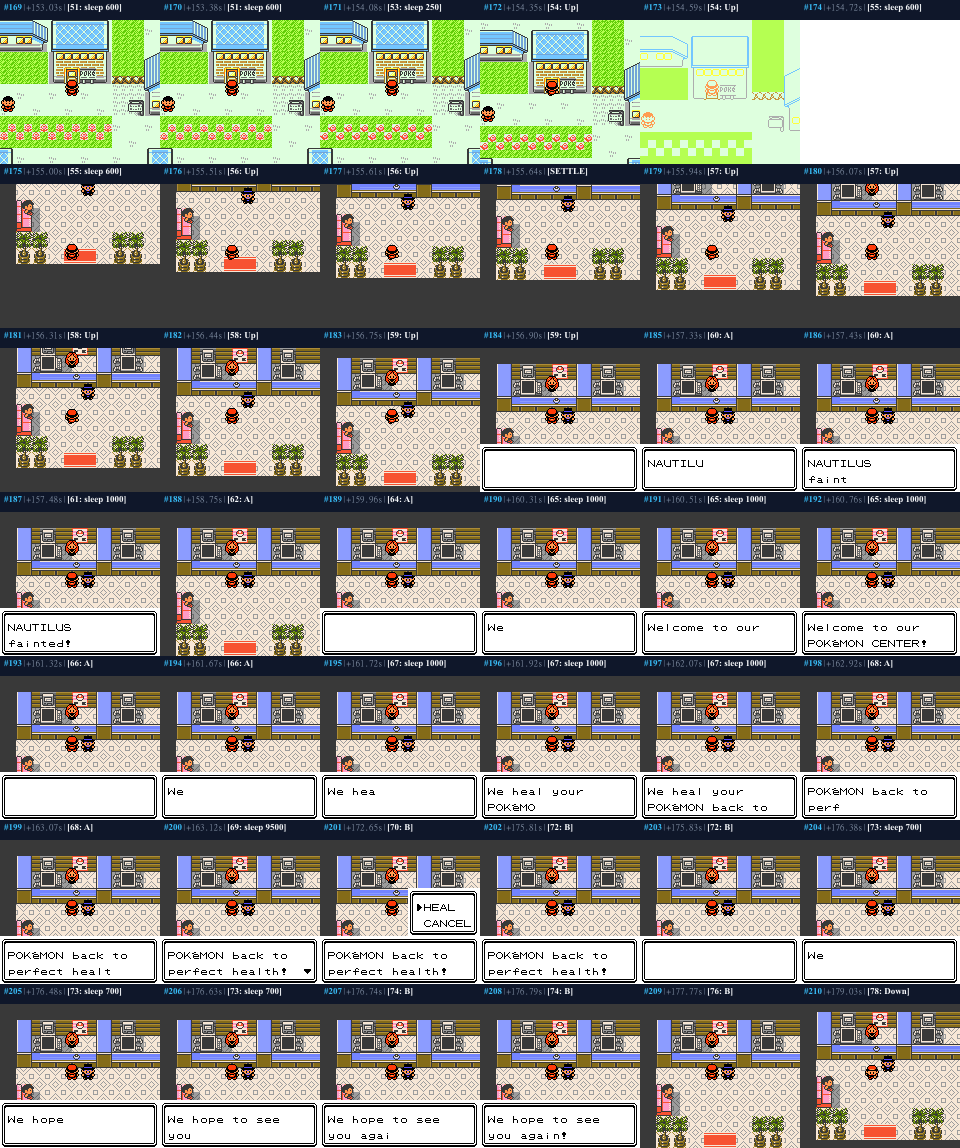 #169|+153.03s|[51: sleep 600]
#170|+153.38s|[51: sleep 600]
#171|+154.08s|[53: sleep 250]
#172|+154.35s|[54: Up]
#173|+154.59s|[54: Up]
#174|+154.72s|[55: sleep 600]
POKE
POKE
POKE
POKE
POKE
#175|+155.00s|[55: sleep 600]
#176|+155.51s|[56: Up]
#177|+155.61s|[56: Up]
#178|+155.64s|[SETTLE]
#179|+155.94s|[57: Up]
#180|+156.07s|[57: Up]
#181|+156.31s|[58: Up]
#182|+156.44s|[58: Up]
#183|+156.75s|[59: Up]
#184|+156.90s|[59: Up]
#185|+157.33s|[60: A]
#186|+157.43s|[60: A]
NAUTILU
NAUTILUS
faint
#187|+157.48s|[61: sleep 1000]
#188|+158.75s|[62: A]
#189|+159.96s|[64: A]
#190|+160.31s|[65: sleep 1000]
#191|+160.51s|[65: sleep 1000]
#192|+160.76s|[65: sleep 1000]
NAUTILUS
fainted!
We
Welcome to our
Welcome to our
POKéMON CENTER!
#193|+161.32s|[66: A]
#194|+161.67s|[66: A]
#195|+161.72s|[67: sleep 1000]
#196|+161.92s|[67: sleep 1000]
#197|+162.07s|[67: sleep 1000]
#198|+162.92s|[68: A]
We
We hea
We heal your
POKéMO
We heal your
POKéMON back to
POKéMON back to
perf
#199|+163.07s|[68: A]
#200|+163.12s|[69: sleep 9500]
#201|+172.65s|[70: B]
#202|+175.81s|[72: B]
#203|+175.83s|[72: B]
#204|+176.38s|[73: sleep 700]
POKéMON back to
perfect healt
POKéMON back to
perfect health! ▼
▶HEAL
CANCEL
POKéMON back to
perfect health!
POKéMON back to
perfect health!
We
#205|+176.48s|[73: sleep 700]
#206|+176.63s|[73: sleep 700]
#207|+176.74s|[74: B]
#208|+176.79s|[74: B]
#209|+177.77s|[76: B]
#210|+179.03s|[78: Down]
We hope
We hope to see
you
We hope to see
you agai
We hope to see
you again!